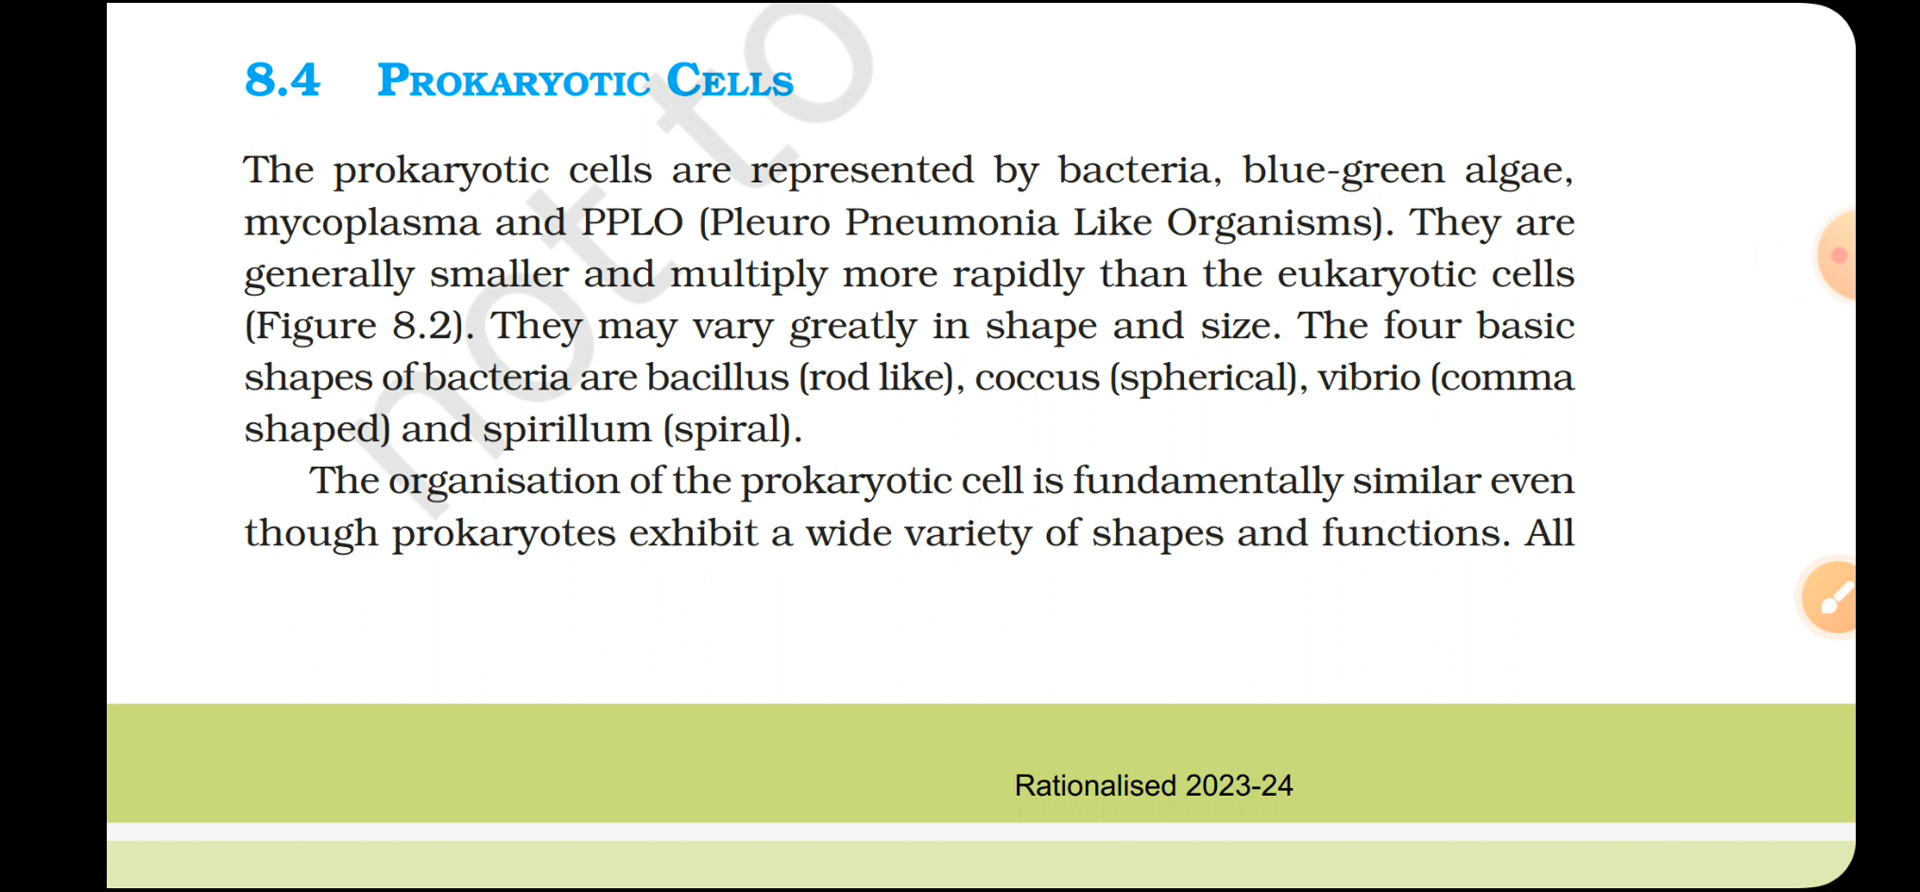 8.4 PROKARYOTIC CELLS
The prokaryotic cells are represented by bacteria, blue-green algae,
mycoplasma and PPLO (Pleuro Pneumonia Like Organisms). They are
generally smaller and multiply more rapidly than the eukaryotic cells
(Figure 8.2). They may vary greatly in shape and size. The four basic
shapes of bacteria are bacillus (rod like), coccus (spherical), vibrio (comma
shaped) and spirillum (spiral).
The organisation of the prokaryotic cell is fundamentally similar even
though prokaryotes exhibit a wide variety of shapes and functions. All
not to
Rationalised 2023-24